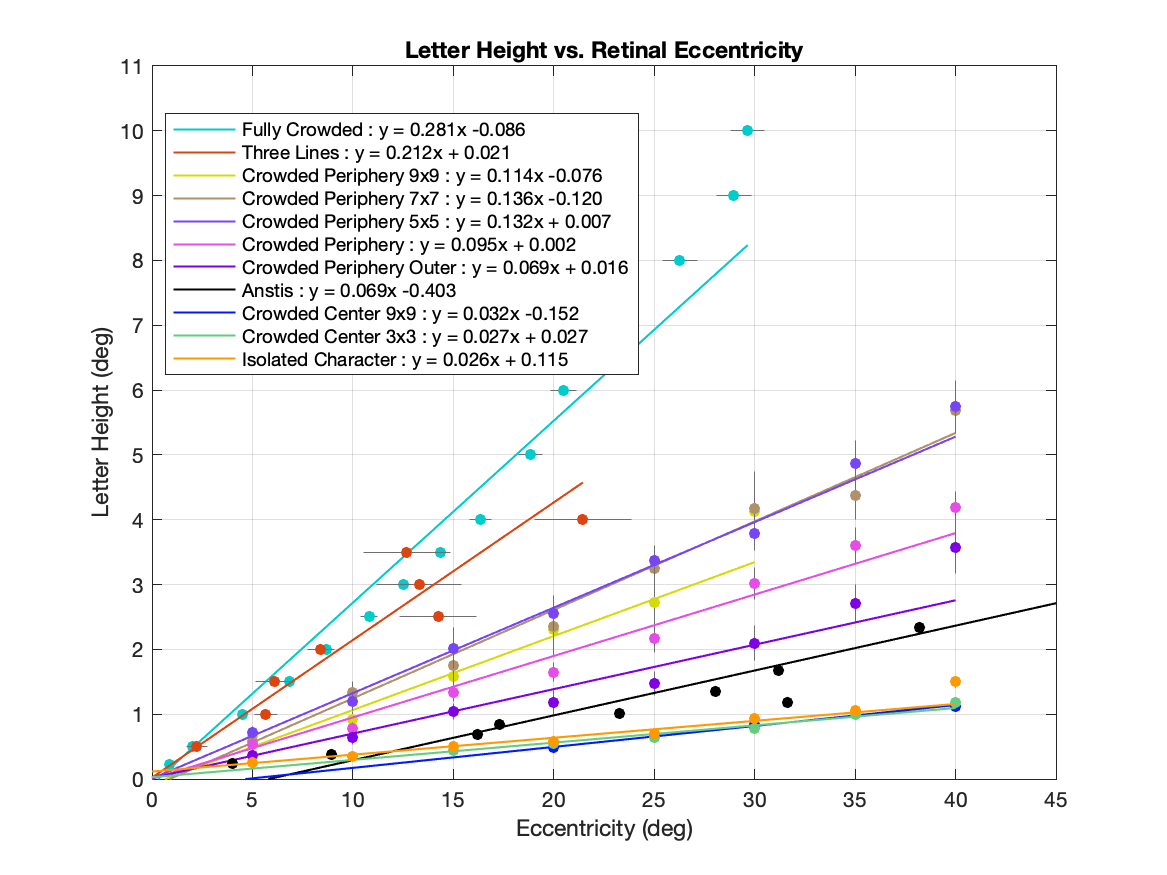 Letter Height vs. Retinal Eccentricity
11
10
9
8
7
6
5
4
3
2
1
0
Letter Height (deg)
Fully Crowded : y = 0.281x -0.086
Three Lines : y = 0.212x + 0.021
Crowded Periphery 9x9 : y = 0.114x -0.076
Crowded Periphery 7x7 : y = 0.136x -0.120
Crowded Periphery 5x5 : y = 0.132x + 0.007
Crowded Periphery : y = 0.095x + 0.002
Crowded Periphery Outer : y = 0.069x + 0.016
Anstis : y = 0.069x -0.403
Crowded Center 9x9 : y = 0.032x -0.152
Crowded Center 3x3 : y = 0.027x + 0.027
Isolated Character : y = 0.026x + 0.115
0 5 10 15 20 25 30 35 40 45
Eccentricity (deg)